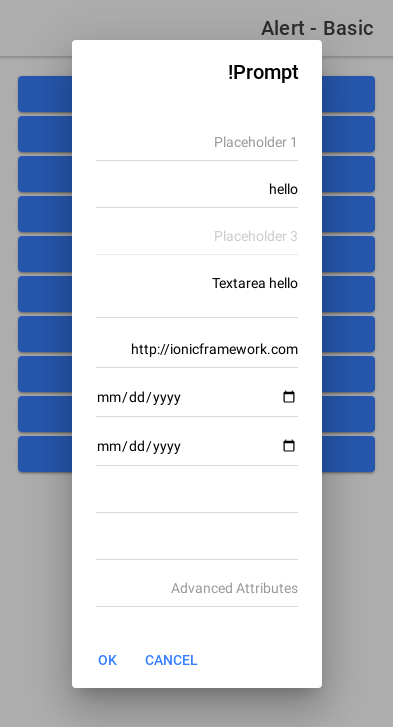 Alert - Basic
!Prompt
Placeholder 1
hello
Placeholder 3
Textarea hello
http://ionicframework.com
mm/dd/yyyy
mm/dd/yyyy
Advanced Attributes
OK CANCEL